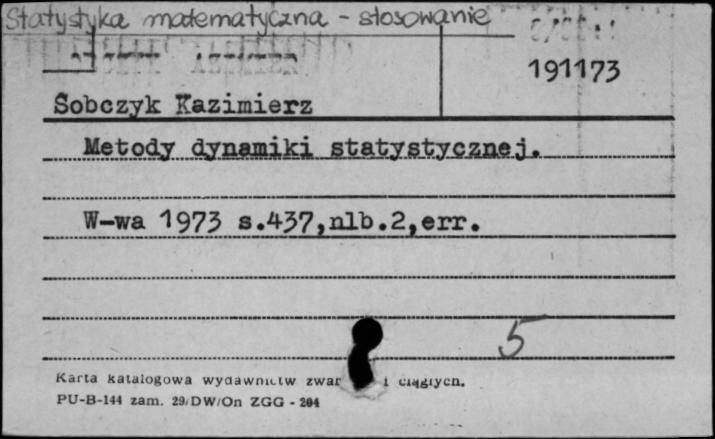 Statystyka matematyczna - stosowanie
191173
Sobczyk Kazimierz
Metody dynamiki statystycznej.
W-wa 1973 s.437,nlb.2,err.
5
Karta katalogowa wydawnictw zwar i ciągłych.
PU-B-144 zam. 29/DW/On ZGG - 204